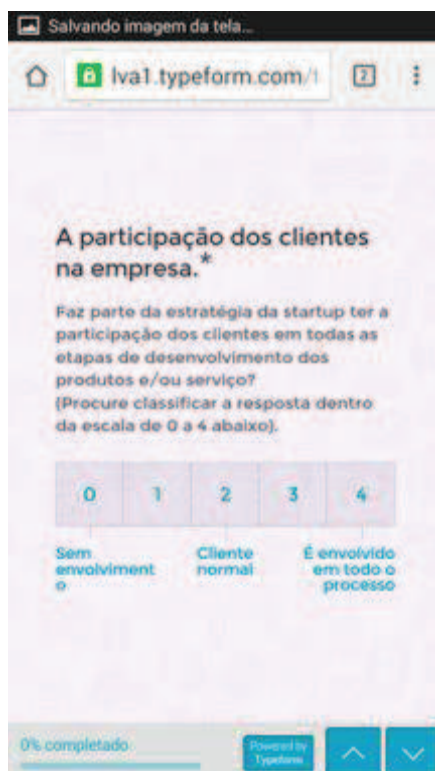 Salvando imagem da tela...
lva1.typeform.com/t
2
A participação dos clientes
na empresa.*
Faz parte da estratégia da startup ter a
participação dos clientes em todas as
etapas de desenvolvimento dos
produtos e/ou serviço?
(Procure classificar a resposta dentro
da escala de 0 a 4 abaixo).
0 1 2 3 4
Sem Cliente É envolvido
envolviment normal em todo o
o processo
0% completado Powered by
Typeform